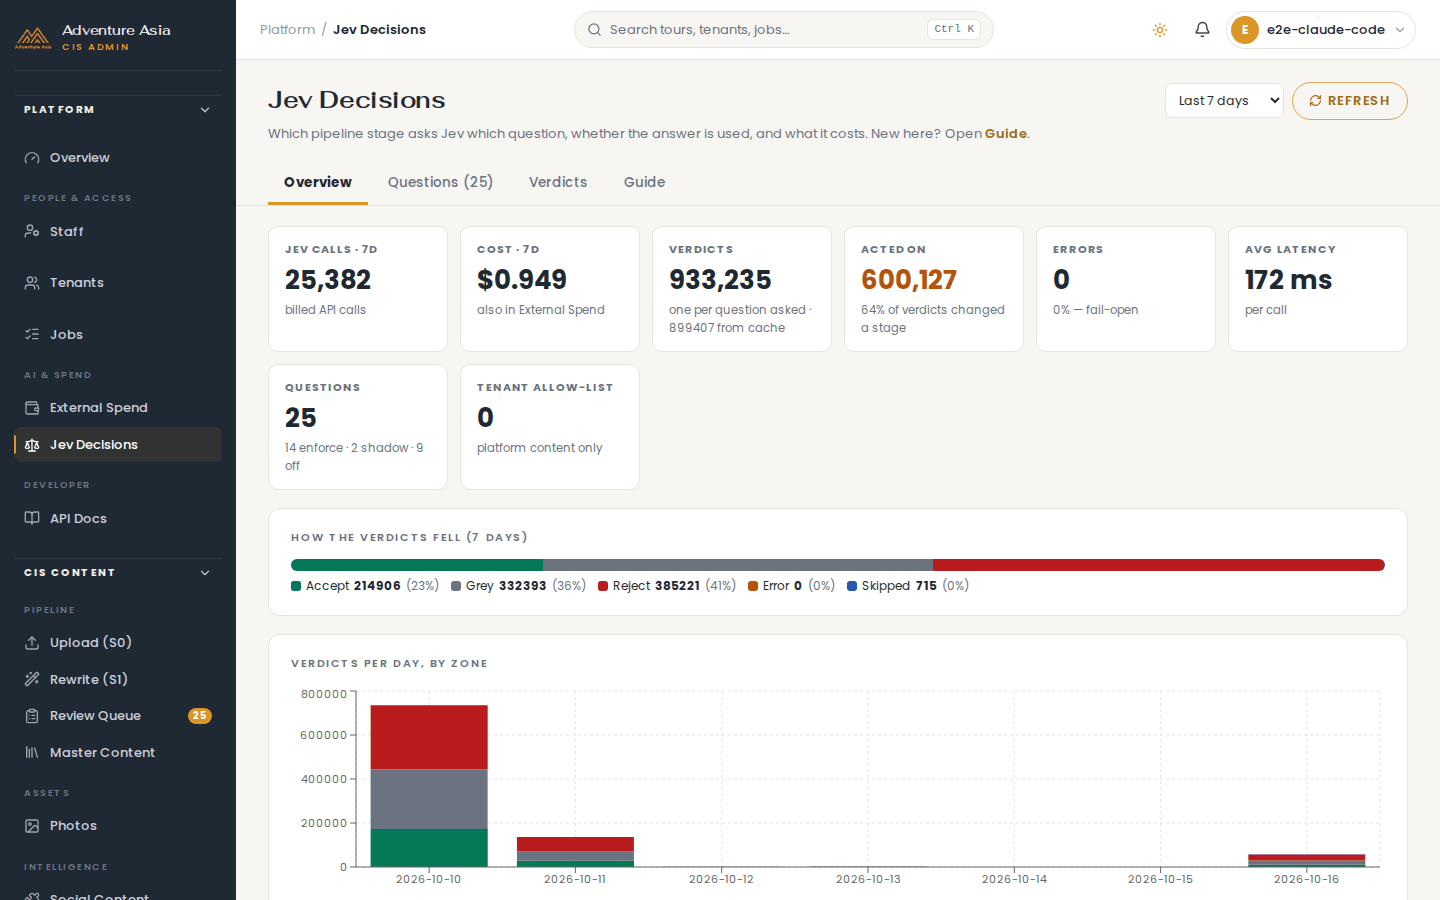 Adventure Asia
CIS ADMIN
Adventure Asia
PLATFORM
Overview
PEOPLE & ACCESS
Staff
Tenants
Jobs
AI & SPEND
External Spend
Jev Decisions
DEVELOPER
API Docs
CIS CONTENT
PIPELINE
Upload (S0)
Rewrite (S1)
Review Queue 25
Master Content
ASSETS
Photos
INTELLIGENCE
Social Content
Platform / Jev Decisions
Search tours, tenants, jobs... Ctrl K
E e2e-claude-code
Jev Decisions
Last 7 days
REFRESH
Which pipeline stage asks Jev which question, whether the answer is used, and what it costs. New here? Open Guide.
Overview Questions (25) Verdicts Guide
JEV CALLS · 7D
25,382
billed API calls
COST · 7D
$0.949
also in External Spend
VERDICTS
933,235
one per question asked ·
899407 from cache
ACTED ON
600,127
64% of verdicts changed
a stage
ERRORS
0
0% — fail-open
AVG LATENCY
172 ms
per call
QUESTIONS
25
14 enforce · 2 shadow · 9
off
TENANT ALLOW-LIST
0
platform content only
HOW THE VERDICTS FELL (7 DAYS)
Accept 214906 (23%) Grey 332393 (36%) Reject 385221 (41%) Error 0 (0%) Skipped 715 (0%)
VERDICTS PER DAY, BY ZONE
800000
600000
400000
200000
0
2026-10-10 2026-10-11 2026-10-12 2026-10-13 2026-10-14 2026-10-15 2026-10-16